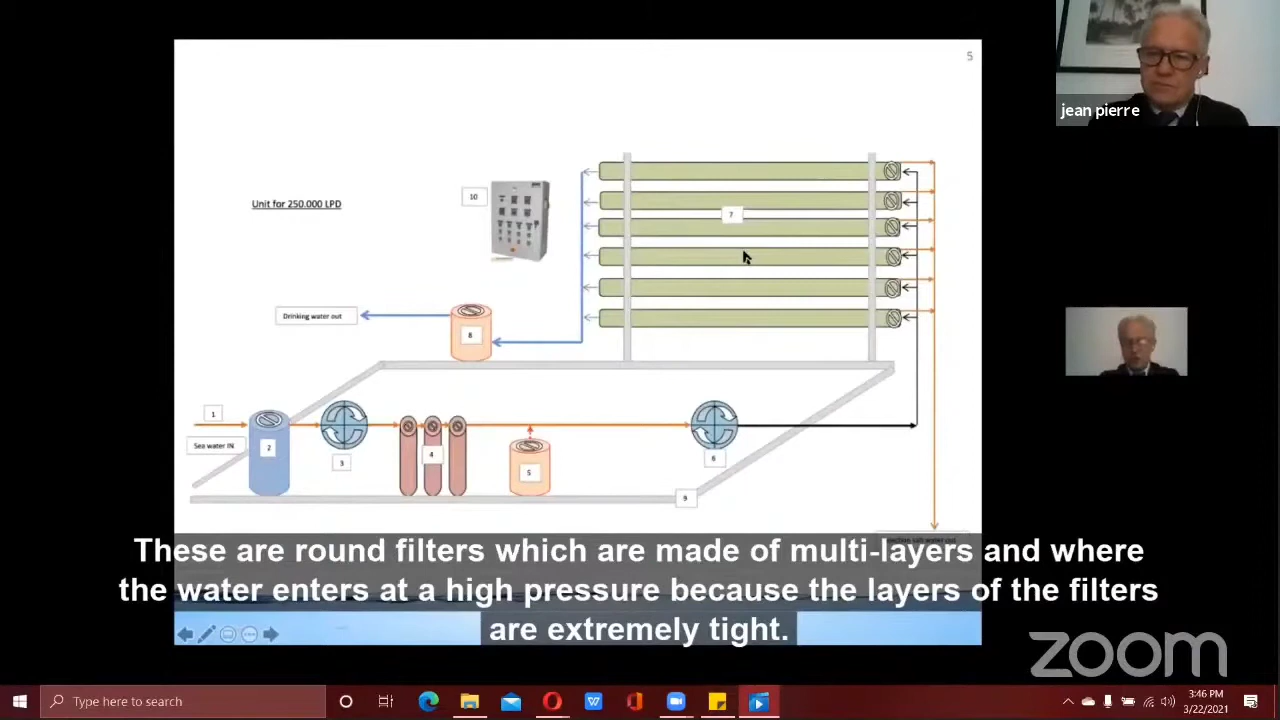 5
jean pierre
10
Unit for 250.000 LPD
7
Drinking water out
8
1
Sea water IN
2
3
4
5
6
9
These are round filters which are made of multi-layers and where
the water enters at a high pressure because the layers of the filters
are extremely tight.
zoom
Type here to search
3:46 PM
3/22/2021